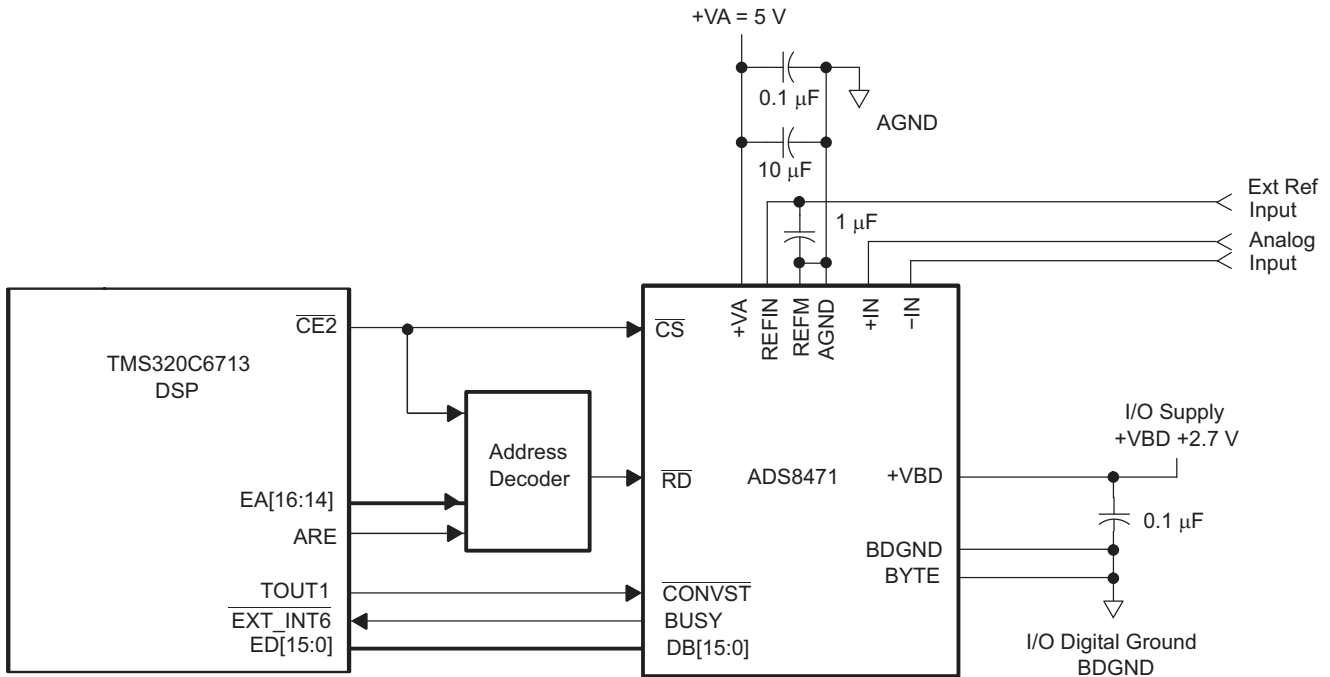 +VA = 5 V
0.1 μF
AGND
10 μF
Ext Ref
Input
1 μF
Analog
Input
CE2
TMS320C6713
DSP
EA[16:14]
ARE
TOUT1
EXT_INT6
ED[15:0]
Address
Decoder
CS
+VA
REFIN
REFM
AGND
+IN
−IN
RD
ADS8471
+VBD
BDGND
BYTE
CONVST
BUSY
DB[15:0]
I/O Supply
+VBD +2.7 V
0.1 μF
I/O Digital Ground
BDGND